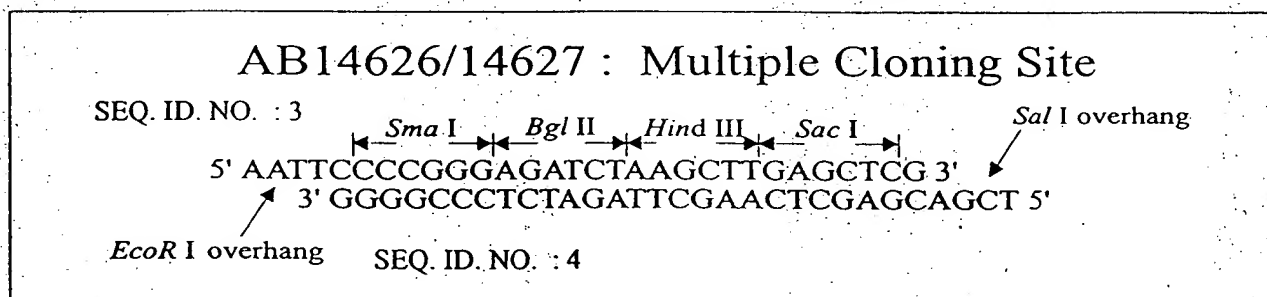 AB14626/14627 : Multiple Cloning Site
SEQ. ID. NO. : 3
Sal I overhang
Sma I Bgl II Hind III Sac I
5' AATTCCCCGGGAGATCTAAGCTTGAGCTCG 3'
3' GGGGCCCTCTAGATTCGAACTCGAGCAGCT 5'
EcoR I overhang
SEQ. ID. NO. : 4